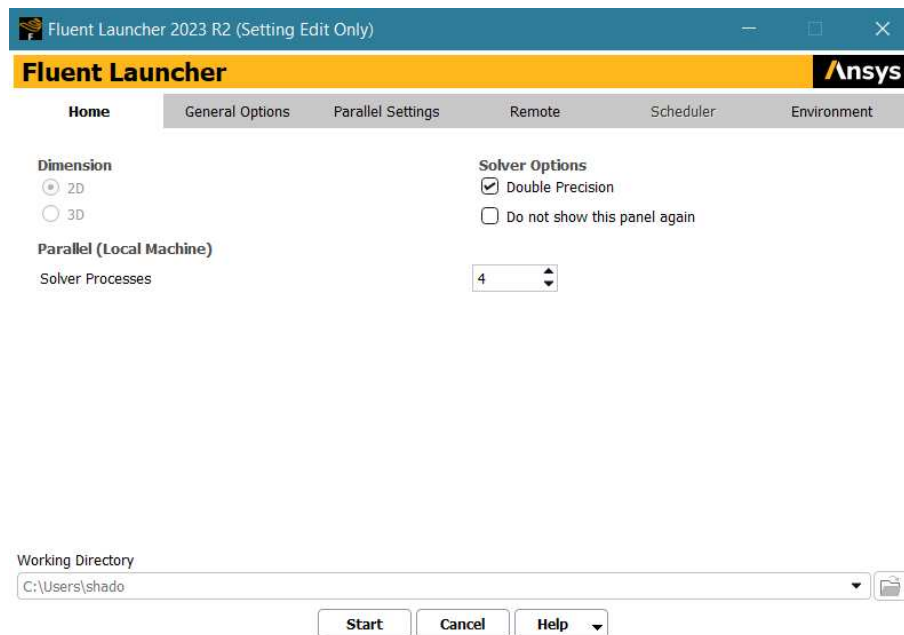 Fluent Launcher 2023 R2 (Setting Edit Only)
Fluent Launcher
Ansys
Home General Options Parallel Settings Remote Scheduler Environment
Dimension
2D
3D
Solver Options
Double Precision
Do not show this panel again
Parallel (Local Machine)
Solver Processes 4
Working Directory
C:\Users\shado
Start Cancel Help